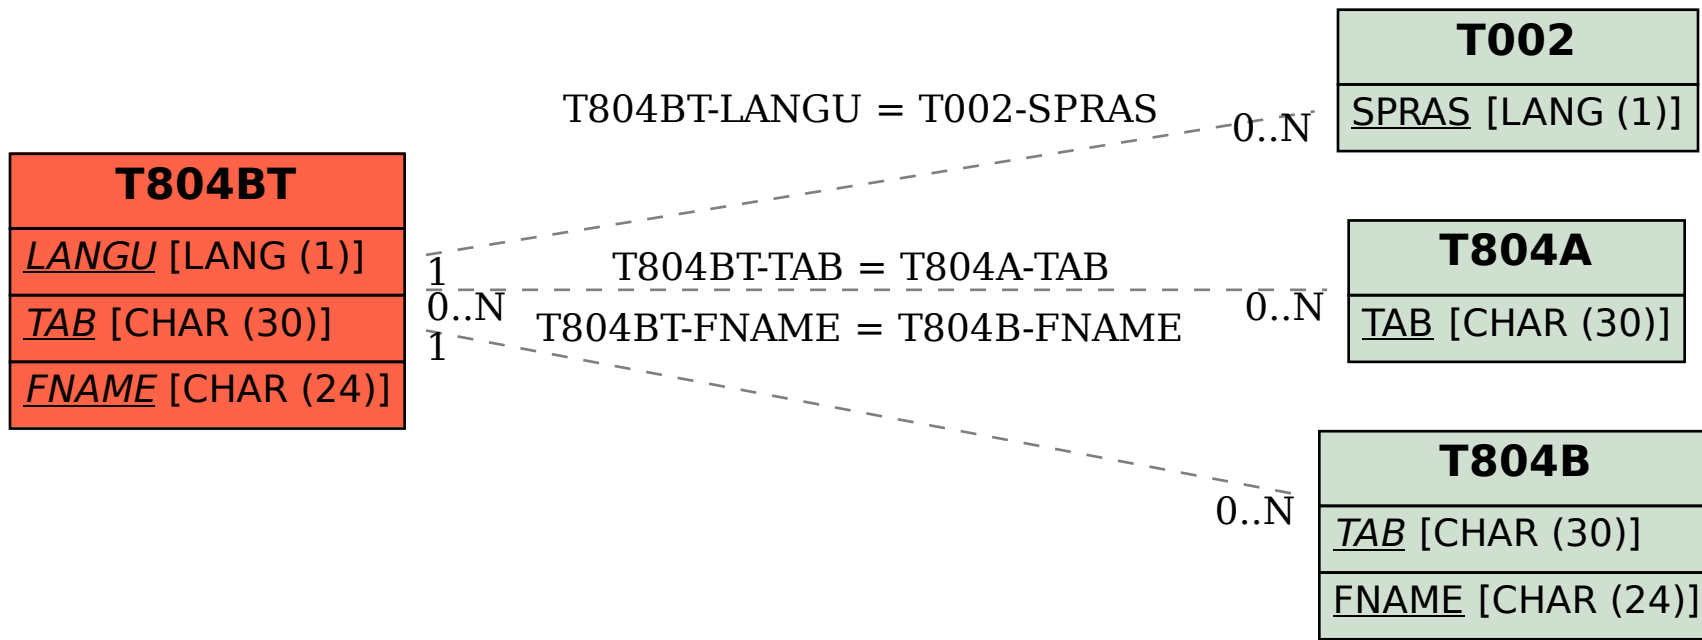 T804BT
LANGU [LANG (1)]
TAB [CHAR (30)]
FNAME [CHAR (24)]
T804BT-LANGU = T002-SPRAS
1
0..N
T804BT-TAB = T804A-TAB
0..N
0..N
T804BT-FNAME = T804B-FNAME
1
0..N
T002
SPRAS [LANG (1)]
T804A
TAB [CHAR (30)]
T804B
TAB [CHAR (30)]
FNAME [CHAR (24)]